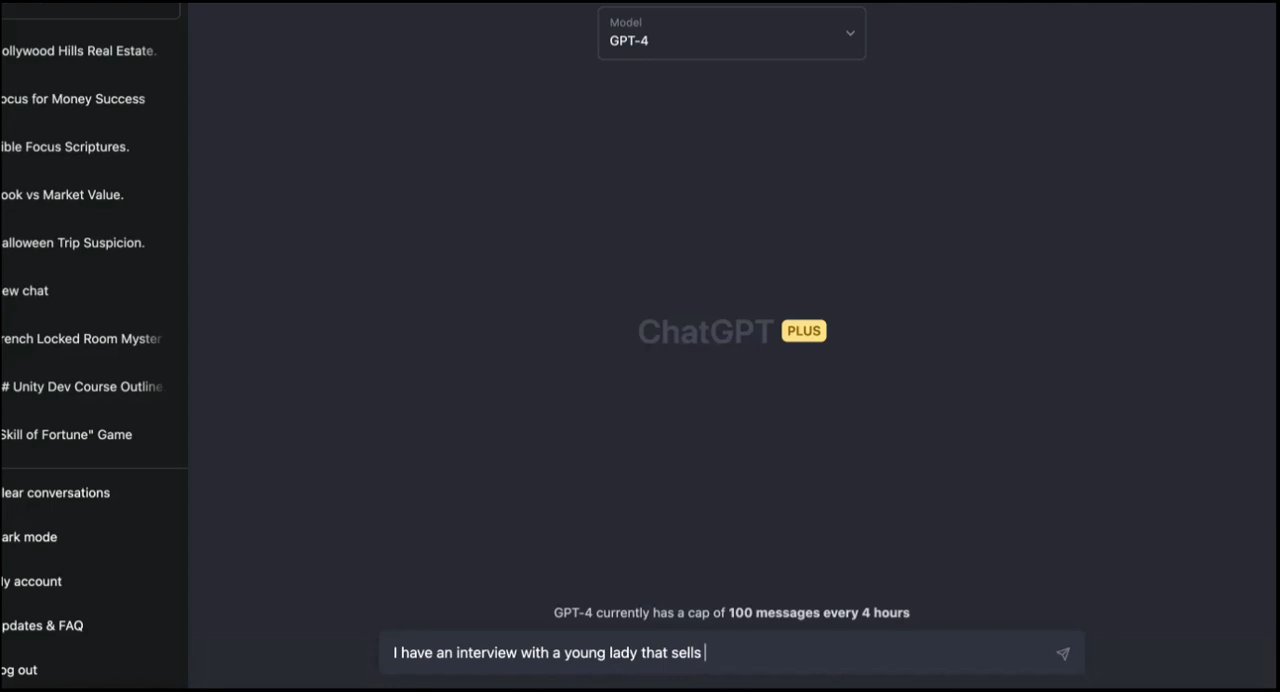 ollywood Hills Real Estate.
ocus for Money Success
ible Focus Scriptures.
ook vs Market Value.
alloween Trip Suspicion.
ew chat
rench Locked Room Myster
# Unity Dev Course Outline
Skill of Fortune" Game
lear conversations
ark mode
ly account
pdates & FAQ
og out
Model
GPT-4
ChatGPT PLUS
GPT-4 currently has a cap of 100 messages every 4 hours
I have an interview with a young lady that sells